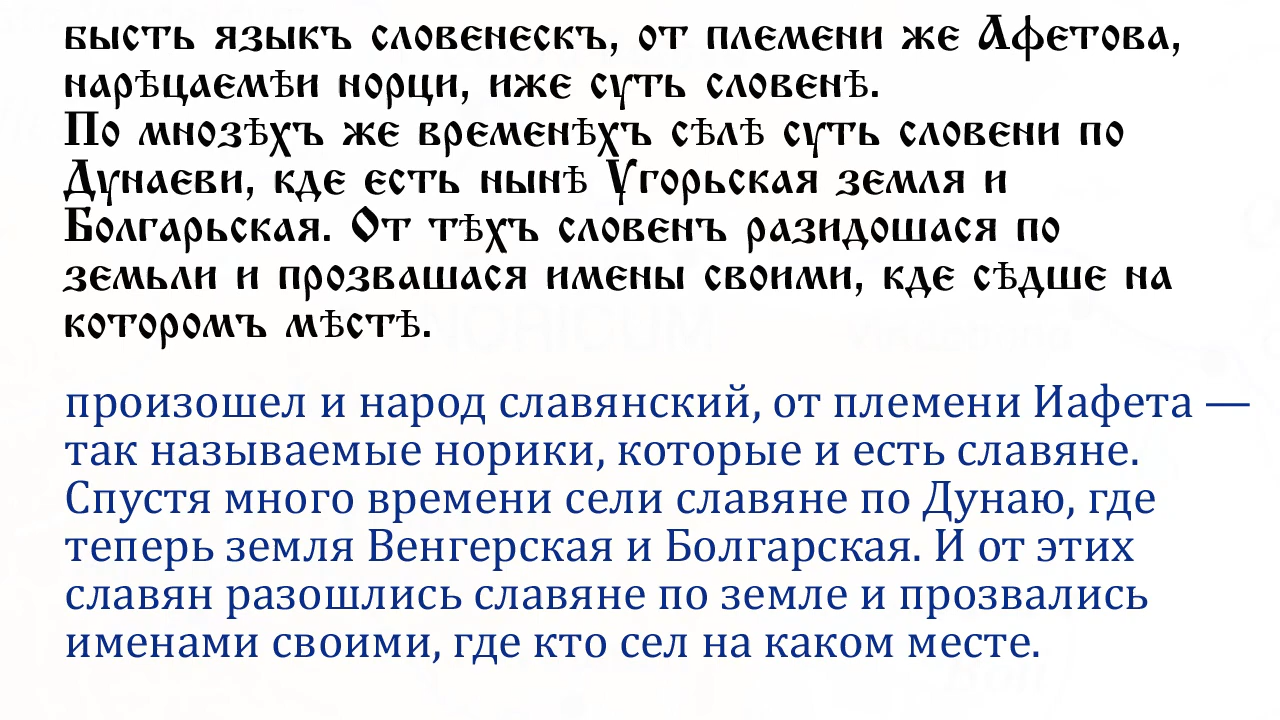 бысть языкъ словенескъ, от племени же Афетова,
нарѣцаемѣи норци, иже суть словенѣ.
По мнозѣхъ же временѣхъ сѣлѣ суть словени по
Дунаеви, кде есть нынѣ Угорьская земля и
Болгарьская. От тѣхъ словенъ разидошася по
земьли и прозвашася имены своими, кде сѣдше на
которомъ мѣстѣ.
NORICUM
Vindobona
произошел и народ славянский, от племени Иафета —
так называемые норики, которые и есть славяне.
Спустя много времени сели славяне по Дунаю, где
теперь земля Венгерская и Болгарская. И от этих
славян разошлись славяне по земле и прозвались
именами своими, где кто сел на каком месте.
Boii